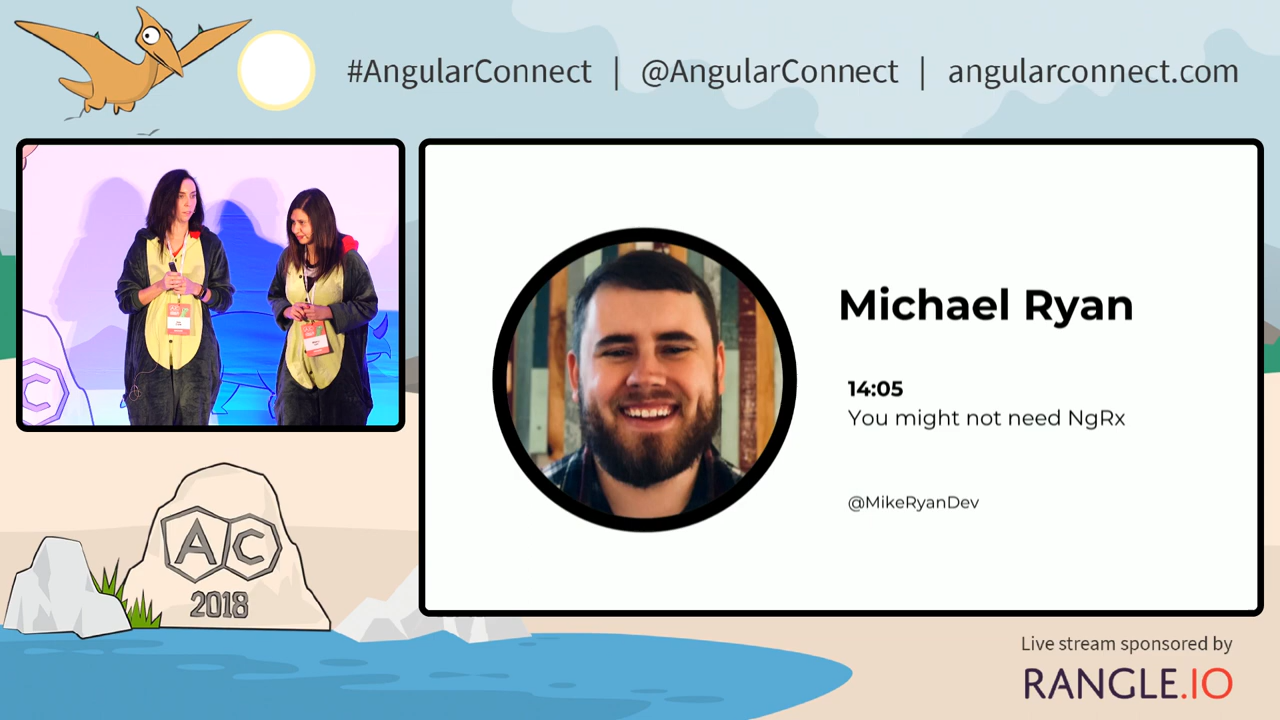 #AngularConnect | @AngularConnect | angularconnect.com
Michael Ryan
14:05
You might not need NgRx
@MikeRyanDev
AC
2018
Live stream sponsored by
RANGLE.IO